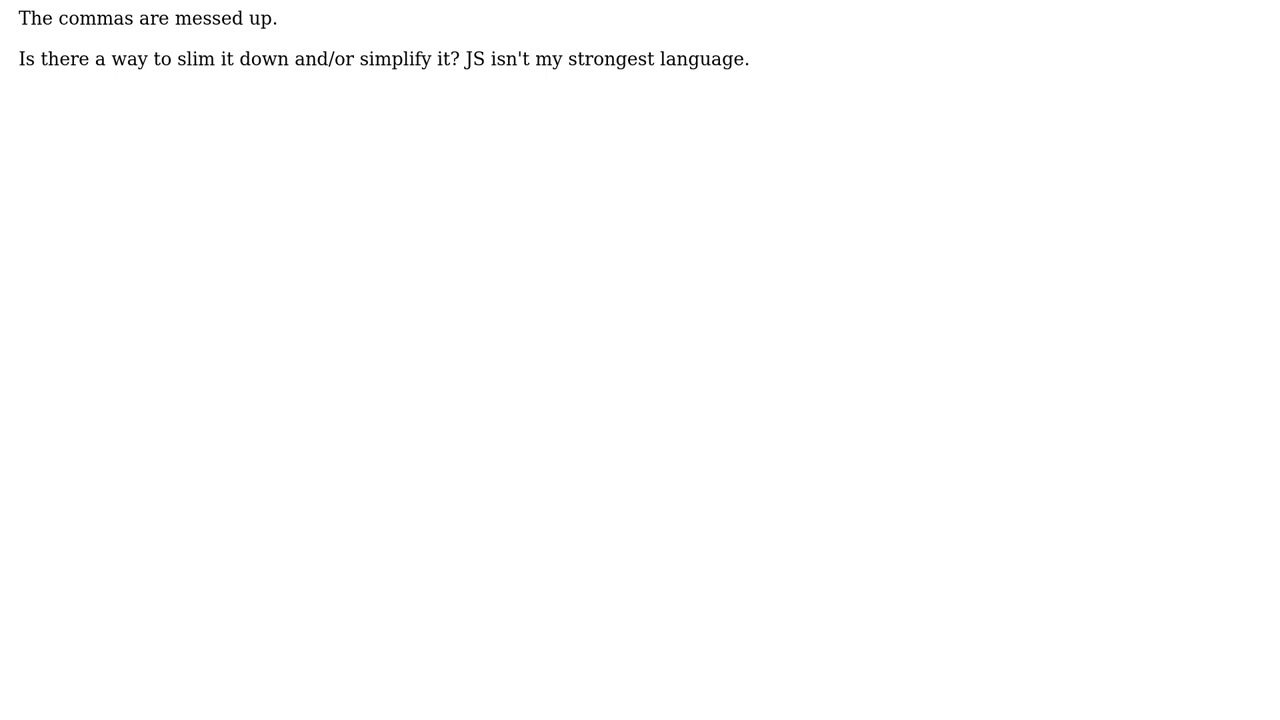 The commas are messed up.
Is there a way to slim it down and/or simplify it? JS isn't my strongest language.